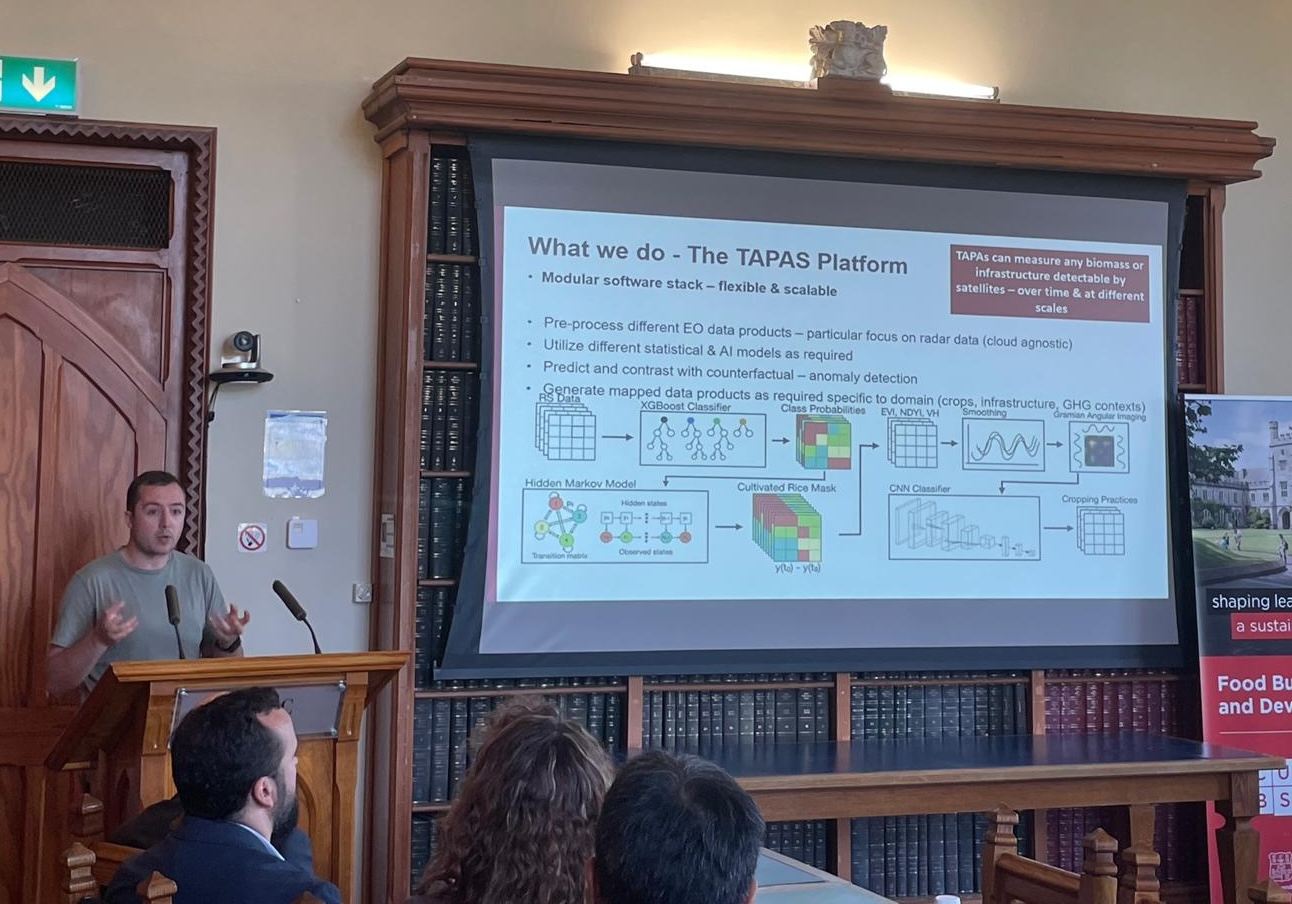 What we do - The TAPAS Platform
TAPAs can measure any biomass or
infrastructure detectable by
satellites – over time & at different
scales
• Modular software stack – flexible & scalable
• Pre-process different EO data products – particular focus on radar data (cloud agnostic)
• Utilize different statistical & AI models as required
• Predict and contrast with counterfactual – anomaly detection
• Generate mapped data products as required specific to domain (crops, infrastructure, GHG contexts)
RS Data
XGBoost Classifier
Class Probabilities
EVI, NDYI, VH
Smoothing
Gramian Angular Imaging
Hidden Markov Model
Hidden states
Transition matrix
Observed states
Cultivated Rice Mask
CNN Classifier
Cropping Practices
shaping lea
a sustai
Food Bu
and Dev
C U
B S